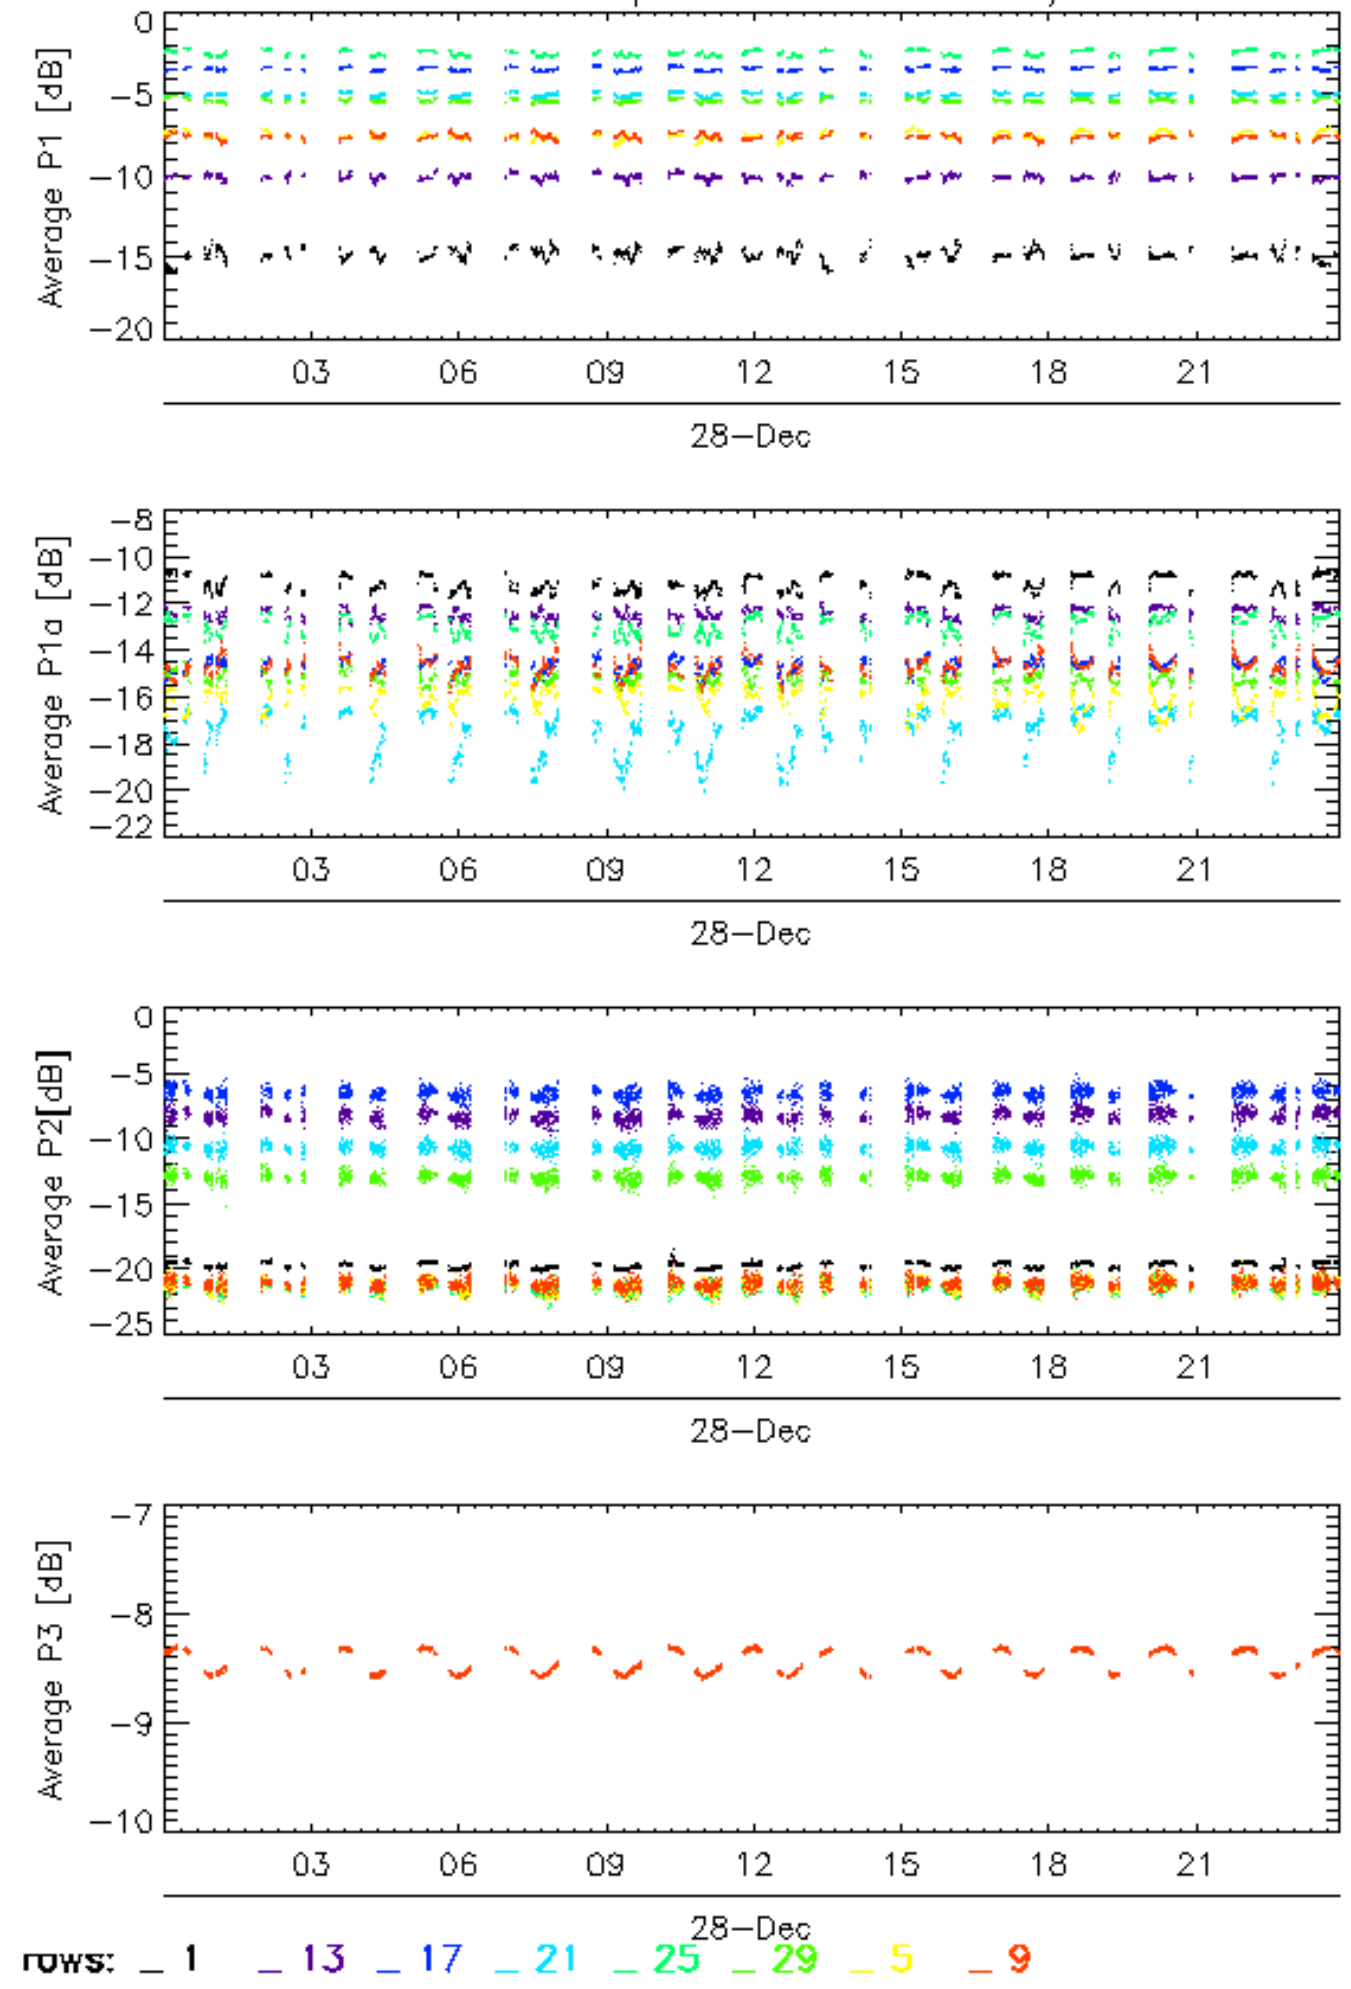 Average P1 [dB]
0
−5
−10
−15
−20
03 06 09 12 15 18 21
28−Dec
Average P1a [dB]
−8
−10
−12
−14
−16
−18
−20
−22
03 06 09 12 15 18 21
28−Dec
Average P2[dB]
0
−5
−10
−15
−20
−25
03 06 09 12 15 18 21
28−Dec
Average P3 [dB]
−7
−8
−9
−10
03 06 09 12 15 18 21
28−Dec
rows: _ 1 _ 13 _ 17 _ 21 _ 25 _ 29 _ 5 _ 9